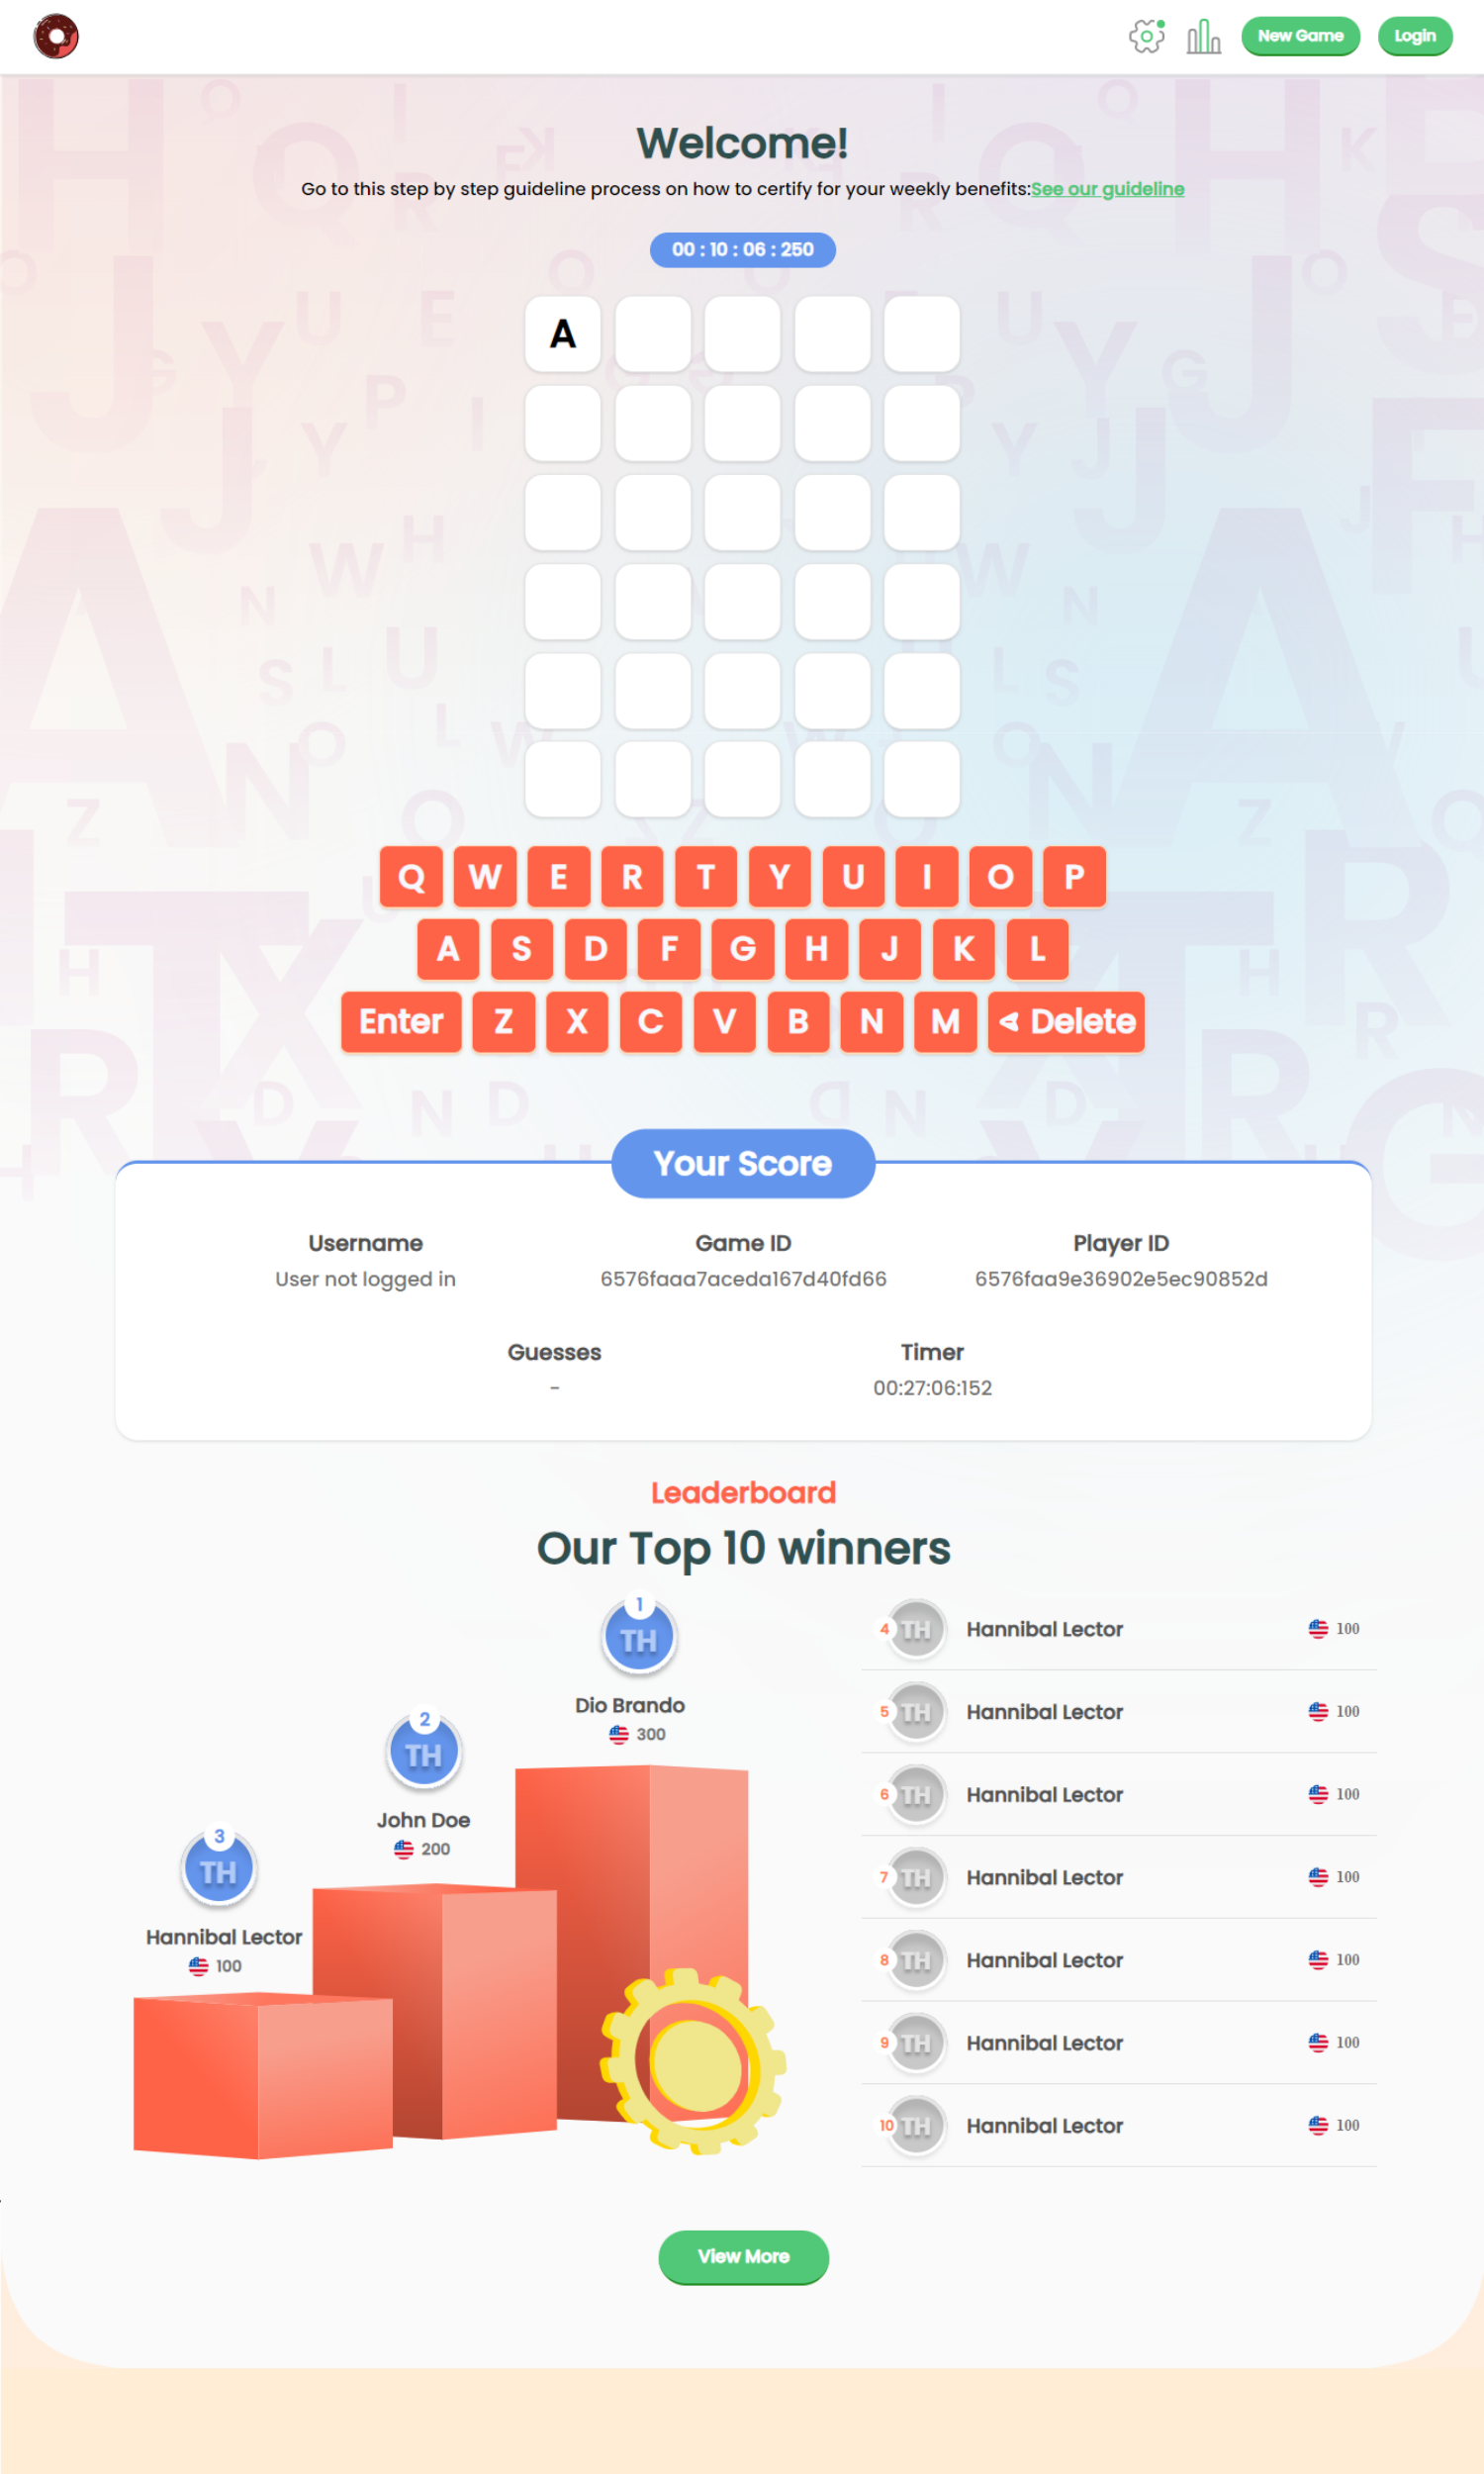 New Game
Login
Welcome!
Go to this step by step guideline process on how to certify for your weekly benefits:See our guideline
00 : 10 : 06 : 250
A
Q W E R T Y U I O P
A S D F G H J K L
Enter Z X C V B N M Delete
Your Score
Username Game ID Player ID
User not logged in 6576faaa7aceda167d40fd66 6576faa9e36902e5ec90852d
Guesses Timer
- 00:27:06:152
Leaderboard
Our Top 10 winners
1
TH
Dio Brando
300
2
TH
John Doe
200
3
TH
Hannibal Lector
100
4 TH Hannibal Lector 100
5 TH Hannibal Lector 100
6 TH Hannibal Lector 100
7 TH Hannibal Lector 100
8 TH Hannibal Lector 100
9 TH Hannibal Lector 100
10 TH Hannibal Lector 100
View More